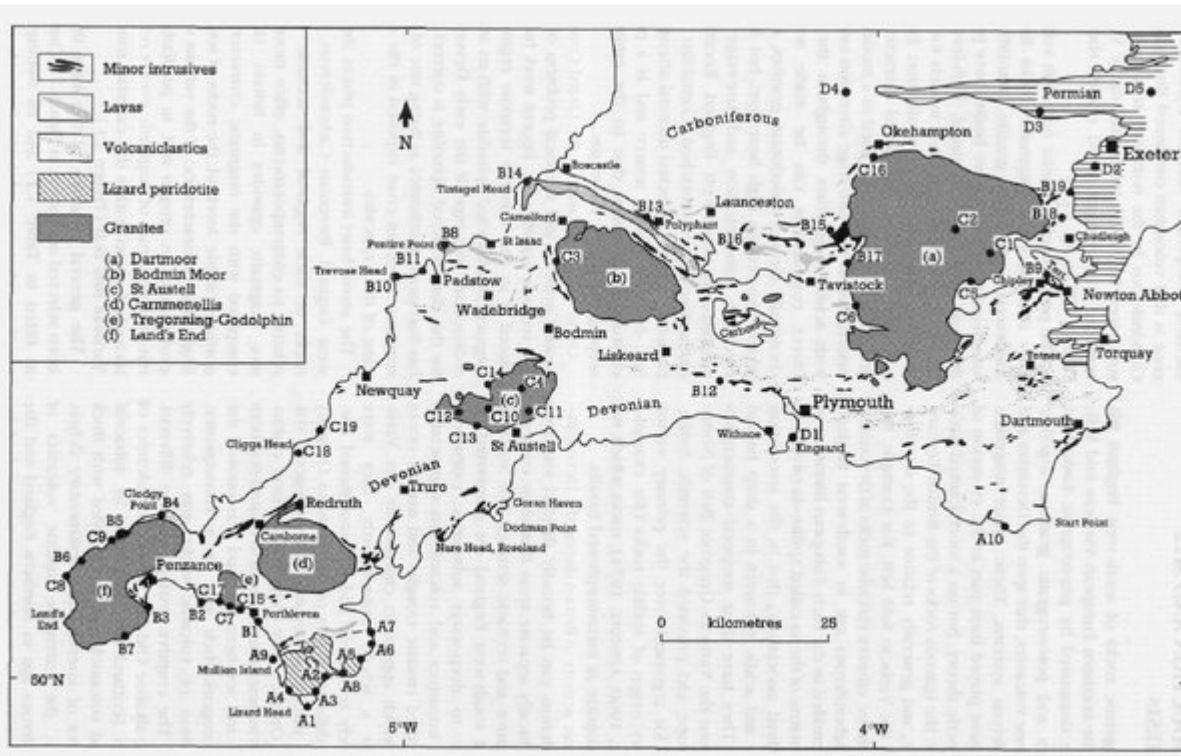 Minor intrusives
Lavas
Volcaniclastics
Lizard peridotite
Granites
(a) Dartmoor
(b) Bodmin Moor
(c) St Austell
(d) Carnmenellis
(e) Tregonning-Godolphin
(f) Land's End
N
Carboniferous
Permian
D4
D5
D3
Okehampton
C16
Exeter
D2
B19
B18
Chudleigh
C2
C1
(a)
B9
Chipley
C5
Newton Abbot
Boscastle
B14
Tintagel Head
B13
Polyphant
Launceston
B15
B16
B17
Camelford
B8
St Isaac
Pentire Point
C3
(b)
Trevose Head
B11
B10
Padstow
Wadebridge
Tavistock
C6
Bodmin
Liskeard
Torquay
Totnes
Newquay
C14
C4
(c)
C12
C10
C11
C13
St Austell
B12
Devonian
Plymouth
Withnoe
D1
Kingsand
Dartmouth
C19
Cligga Head
C18
Devonian
Truro
Redruth
Gorran Haven
Dodman Point
Nare Head, Roseland
Start Point
A10
Clodgy
Point
B4
B5
C9
Camborne
(d)
B6
C8
Penzance
(e)
(f)
Land's
End
B3
B7
B2
C17
C7
C15
Porthleven
B1
A7
A6
A9
Mullion Island
A2
A5
A8
A4
A3
Lizard Head
A1
0 kilometres 25
50°N
5°W
4°W